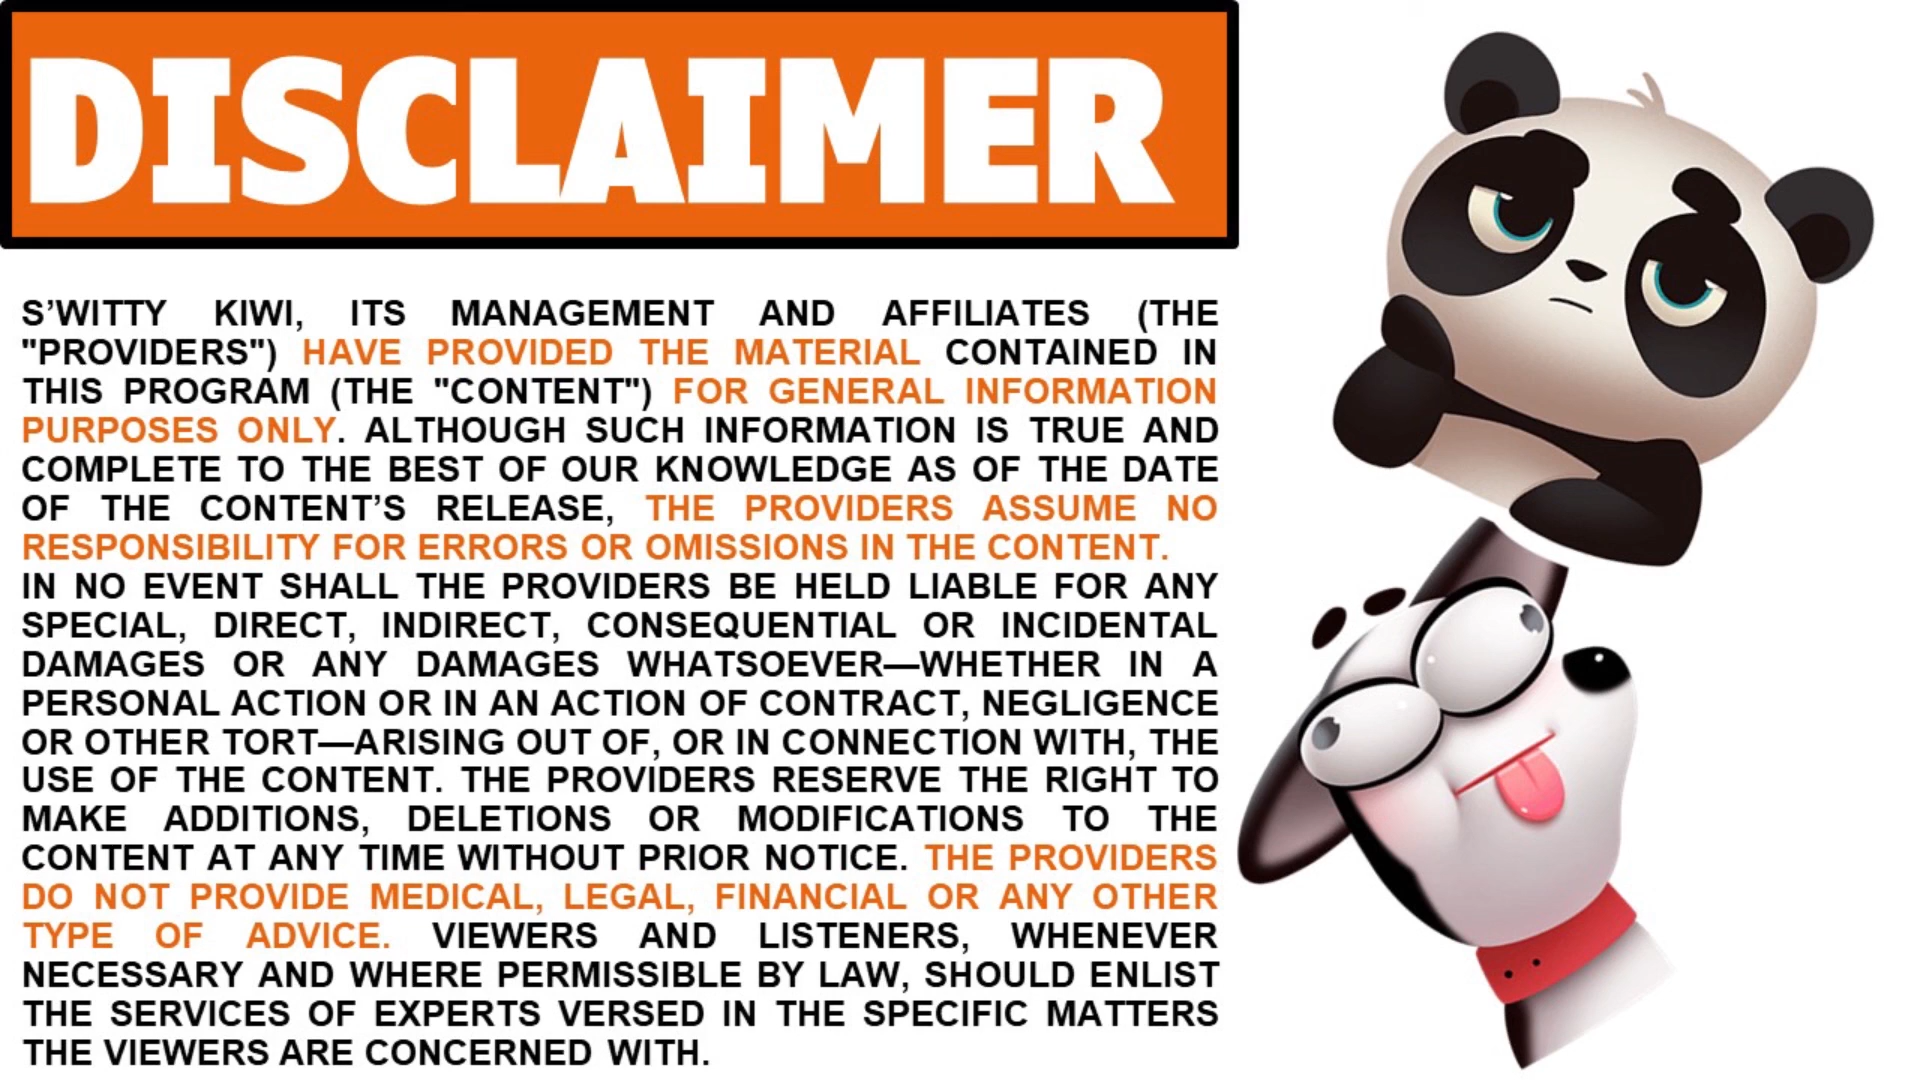 DISCLAIMER
S’WITTY KIWI, ITS MANAGEMENT AND AFFILIATES (THE
"PROVIDERS") HAVE PROVIDED THE MATERIAL CONTAINED IN
THIS PROGRAM (THE "CONTENT") FOR GENERAL INFORMATION
PURPOSES ONLY. ALTHOUGH SUCH INFORMATION IS TRUE AND
COMPLETE TO THE BEST OF OUR KNOWLEDGE AS OF THE DATE
OF THE CONTENT’S RELEASE, THE PROVIDERS ASSUME NO
RESPONSIBILITY FOR ERRORS OR OMISSIONS IN THE CONTENT.
IN NO EVENT SHALL THE PROVIDERS BE HELD LIABLE FOR ANY
SPECIAL, DIRECT, INDIRECT, CONSEQUENTIAL OR INCIDENTAL
DAMAGES OR ANY DAMAGES WHATSOEVER—WHETHER IN A
PERSONAL ACTION OR IN AN ACTION OF CONTRACT, NEGLIGENCE
OR OTHER TORT—ARISING OUT OF, OR IN CONNECTION WITH, THE
USE OF THE CONTENT. THE PROVIDERS RESERVE THE RIGHT TO
MAKE ADDITIONS, DELETIONS OR MODIFICATIONS TO THE
CONTENT AT ANY TIME WITHOUT PRIOR NOTICE. THE PROVIDERS
DO NOT PROVIDE MEDICAL, LEGAL, FINANCIAL OR ANY OTHER
TYPE OF ADVICE. VIEWERS AND LISTENERS, WHENEVER
NECESSARY AND WHERE PERMISSIBLE BY LAW, SHOULD ENLIST
THE SERVICES OF EXPERTS VERSED IN THE SPECIFIC MATTERS
THE VIEWERS ARE CONCERNED WITH.